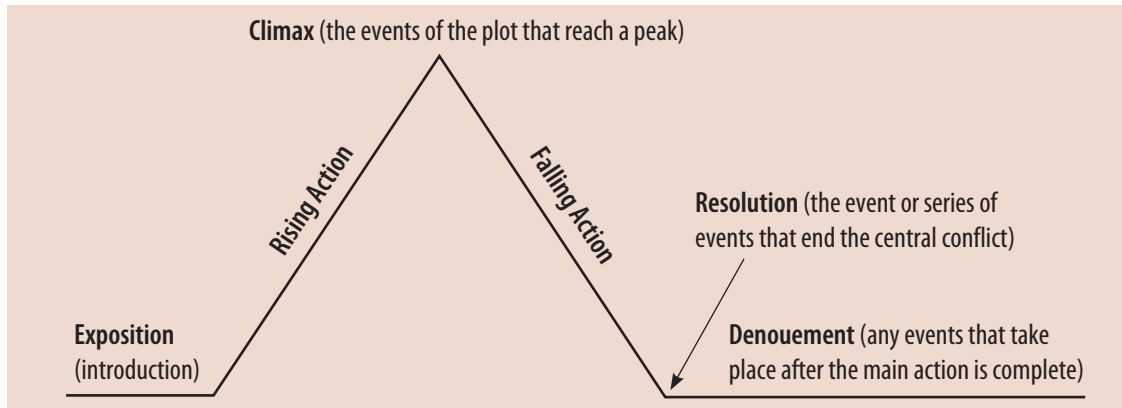 Climax (the events of the plot that reach a peak)
Rising Action
Falling Action
Resolution (the event or series of
events that end the central conflict)
Exposition
(introduction)
Denouement (any events that take
place after the main action is complete)